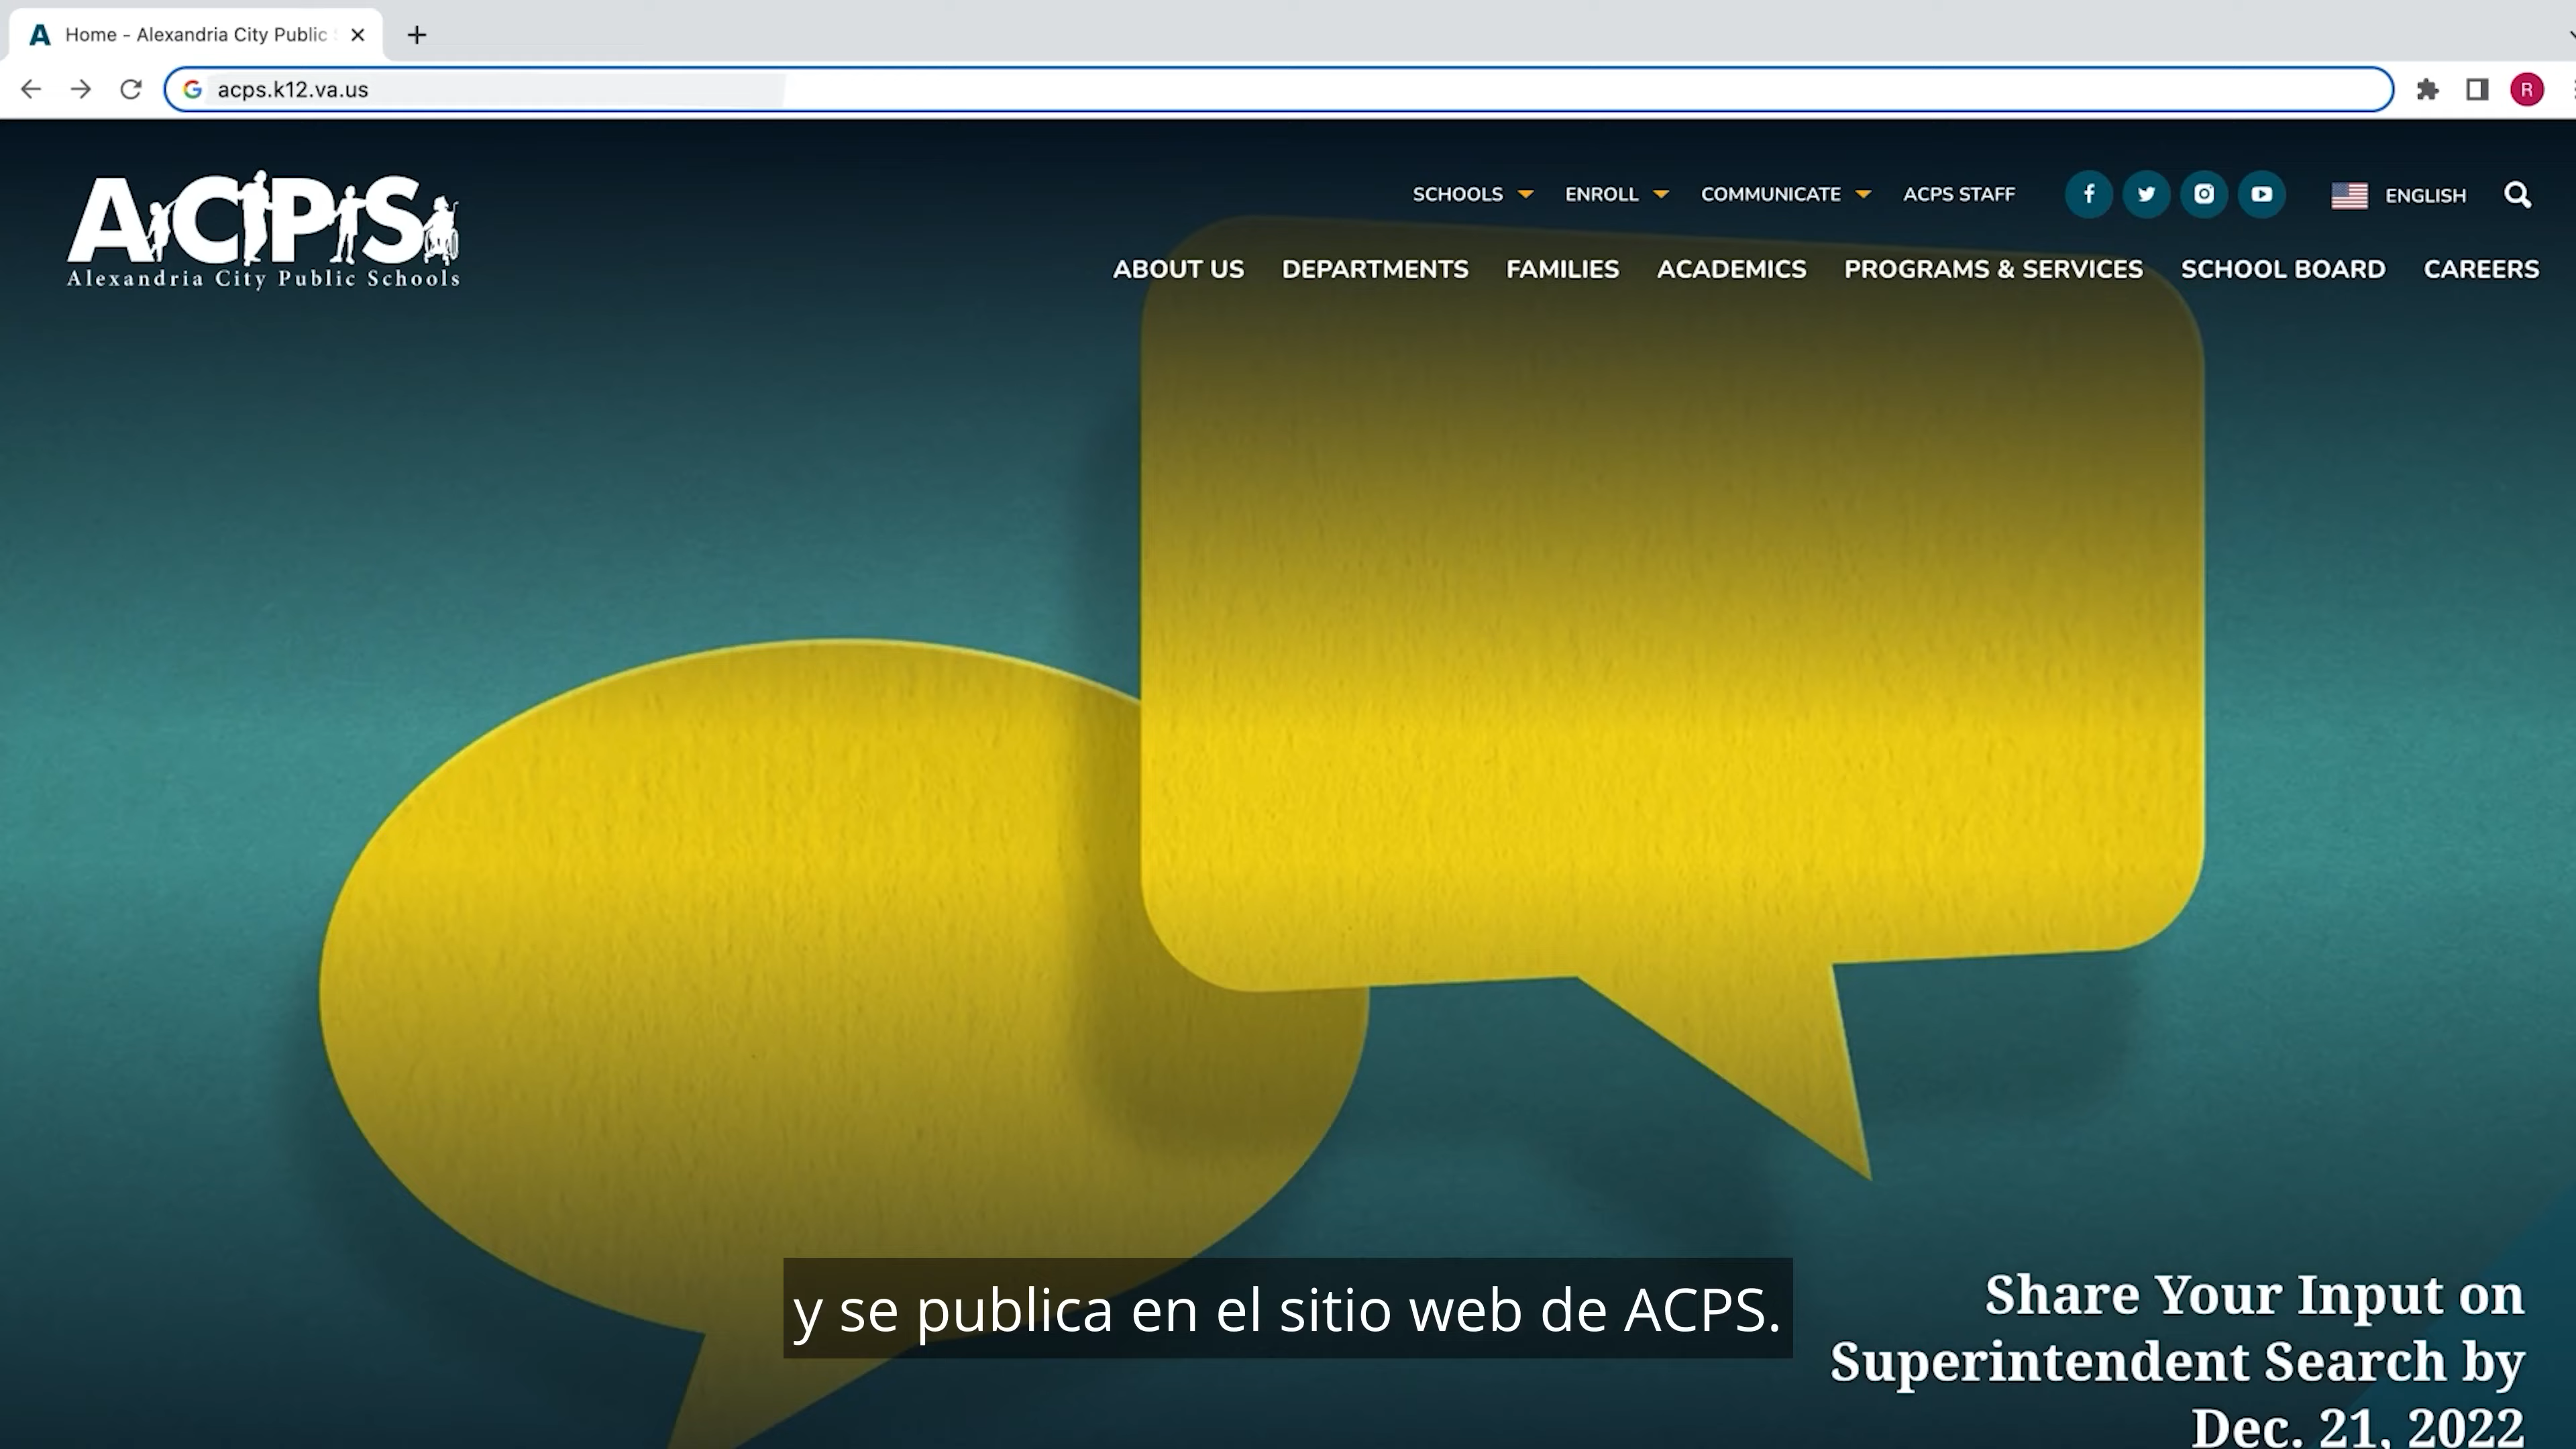 Home - Alexandria City Public
acps.k12.va.us
R
ACPS
Alexandria City Public Schools
SCHOOLS ENROLL COMMUNICATE ACPS STAFF ENGLISH
ABOUT US DEPARTMENTS FAMILIES ACADEMICS PROGRAMS & SERVICES SCHOOL BOARD CAREERS
y se publica en el sitio web de ACPS.
Share Your Input on
Superintendent Search by
Dec. 21, 2022